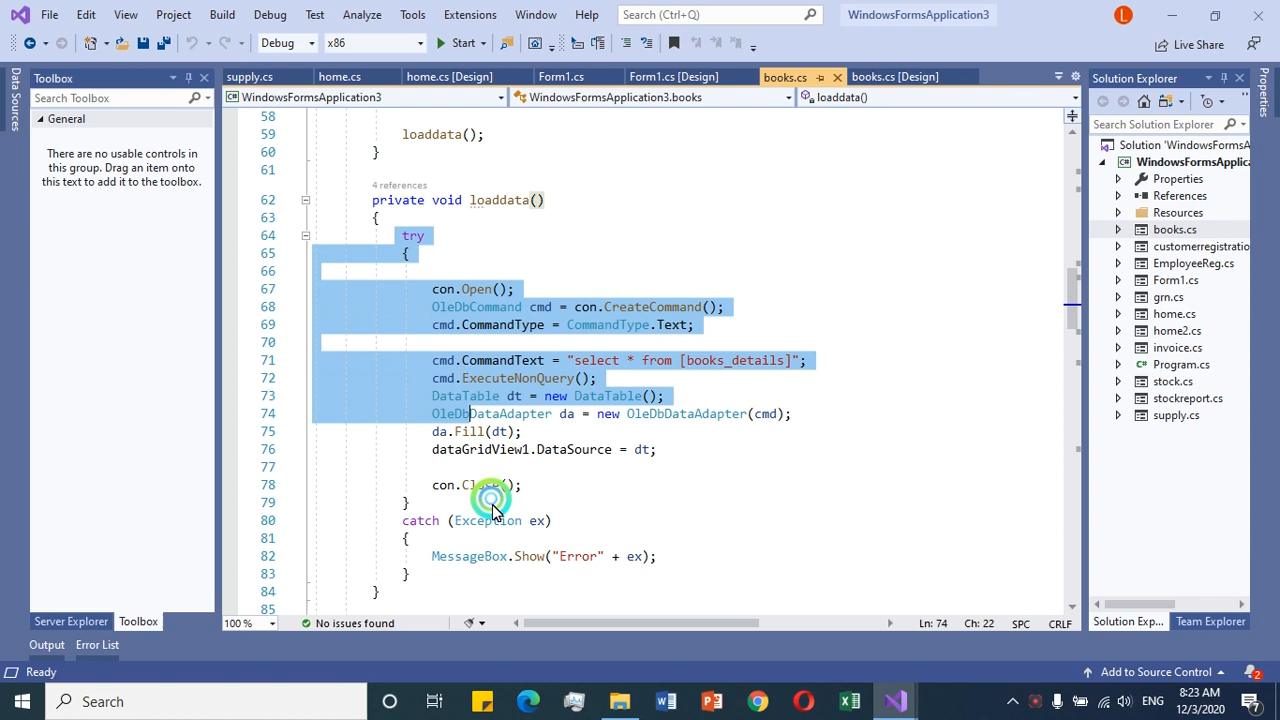 File Edit View Project Build Debug Test Analyze Tools Extensions Window Help Search (Ctrl+Q) WindowsFormsApplication3 L
Debug x86 Start Live Share
Data Sources
Toolbox
Search Toolbox
General
There are no usable controls in
this group. Drag an item onto
this text to add it to the toolbox.
Server Explorer Toolbox
supply.cs home.cs home.cs [Design] Form1.cs Form1.cs [Design] books.cs books.cs [Design]
WindowsFormsApplication3 WindowsFormsApplication3.books loaddata()
58
59 loaddata();
60 }
61
4 references
62 private void loaddata()
63 {
64 try
65 {
66
67 con.Open();
68 OleDbCommand cmd = con.CreateCommand();
69 cmd.CommandType = CommandType.Text;
70
71 cmd.CommandText = "select * from [books_details]";
72 cmd.ExecuteNonQuery();
73 DataTable dt = new DataTable();
74 OleDbDataAdapter da = new OleDbDataAdapter(cmd);
75 da.Fill(dt);
76 dataGridView1.DataSource = dt;
77
78 con.Close();
79 }
80 catch (Exception ex)
81 {
82 MessageBox.Show("Error" + ex);
83 }
84 }
85
100 % No issues found Ln: 74 Ch: 22 SPC CRLF
Solution Explorer
Search Solution Explorer
Solution 'WindowsFormsA
WindowsFormsApplica
Properties
References
Resources
books.cs
customerregistratio
EmployeeReg.cs
Form1.cs
grn.cs
home.cs
home2.cs
invoice.cs
Program.cs
stock.cs
stockreport.cs
supply.cs
Solution Exp... Team Explorer
Properties
Output Error List
Ready Add to Source Control 2
Search ENG 8:23 AM
12/3/2020 7